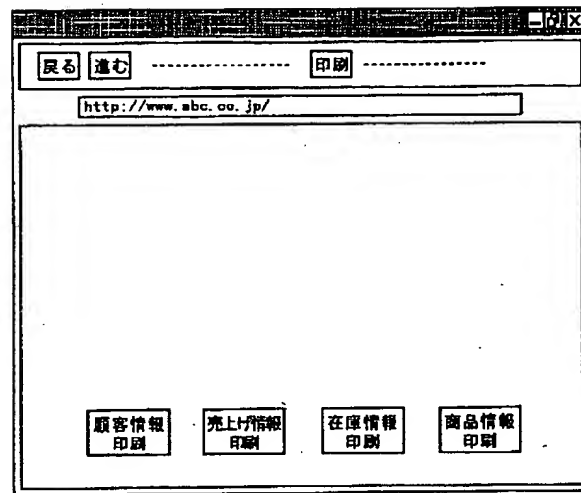 戻る 進む 印刷
http://www.abc.co.jp/
顧客情報 売上げ情報 在庫情報 商品情報
印刷 印刷 印刷 印刷